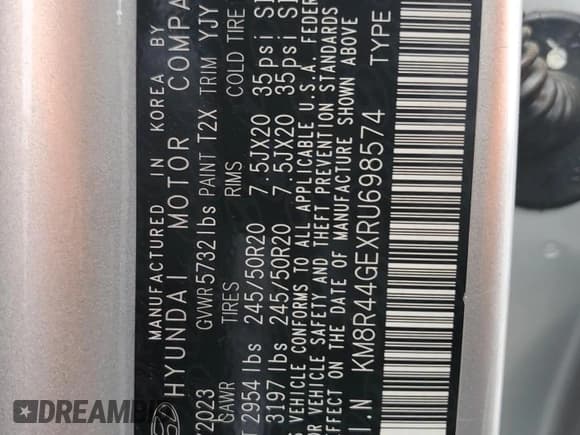 MANUFACTURED IN KOREA BY
HYUNDAI MOTOR COMPA
2023 GVWR 5732 lbs PAINT T2X TRIM YJY
GAWR TIRES RIMS COLD TIRE
2954 lbs 245/50R20 7.5JX20 35psi
3197 lbs 245/50R20 7.5JX20 35psi
VEHICLE CONFORMS TO ALL APPLICABLE U.S.A. FEDER
VEHICLE SAFETY AND THEFT PREVENTION STANDARDS
EFFECT ON THE DATE OF MANUFACTURE SHOWN ABOVE
I.N KM8R44GEXRU698574 TYPE
DREAMBI